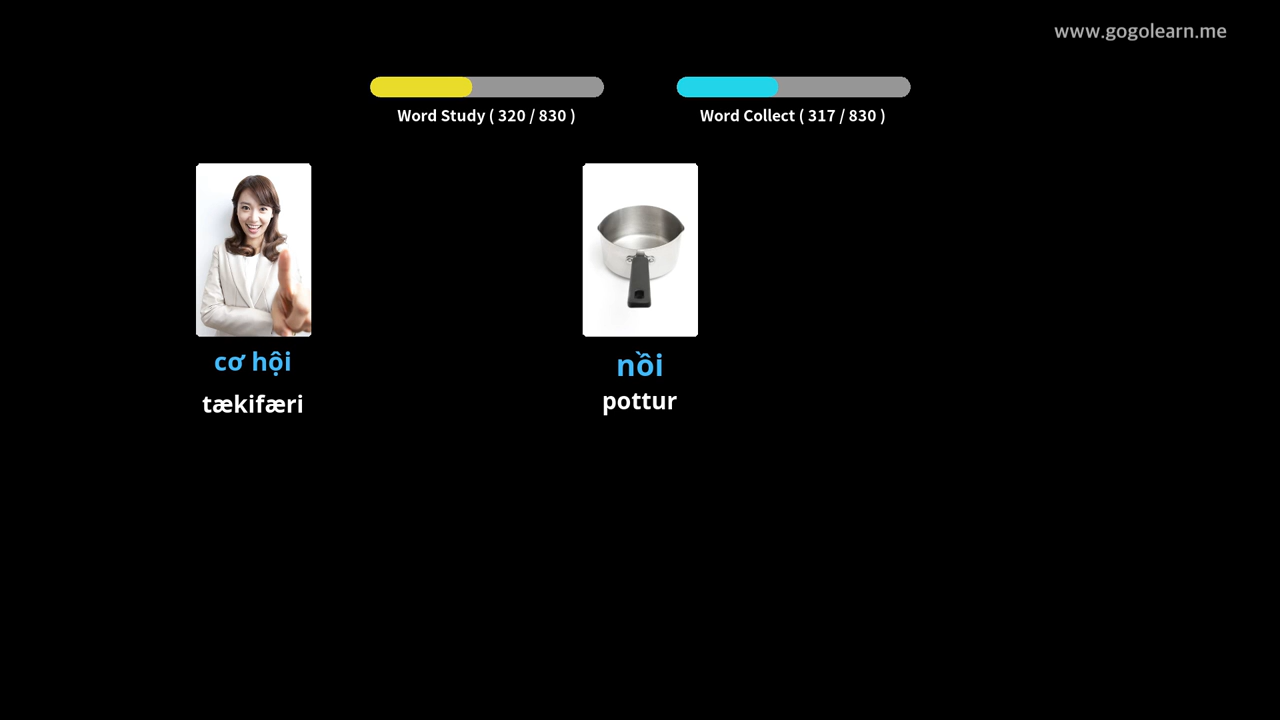 www.gogolearn.me
Word Study ( 320 / 830 )
Word Collect ( 317 / 830 )
cơ hội
tækifæri
nồi
pottur